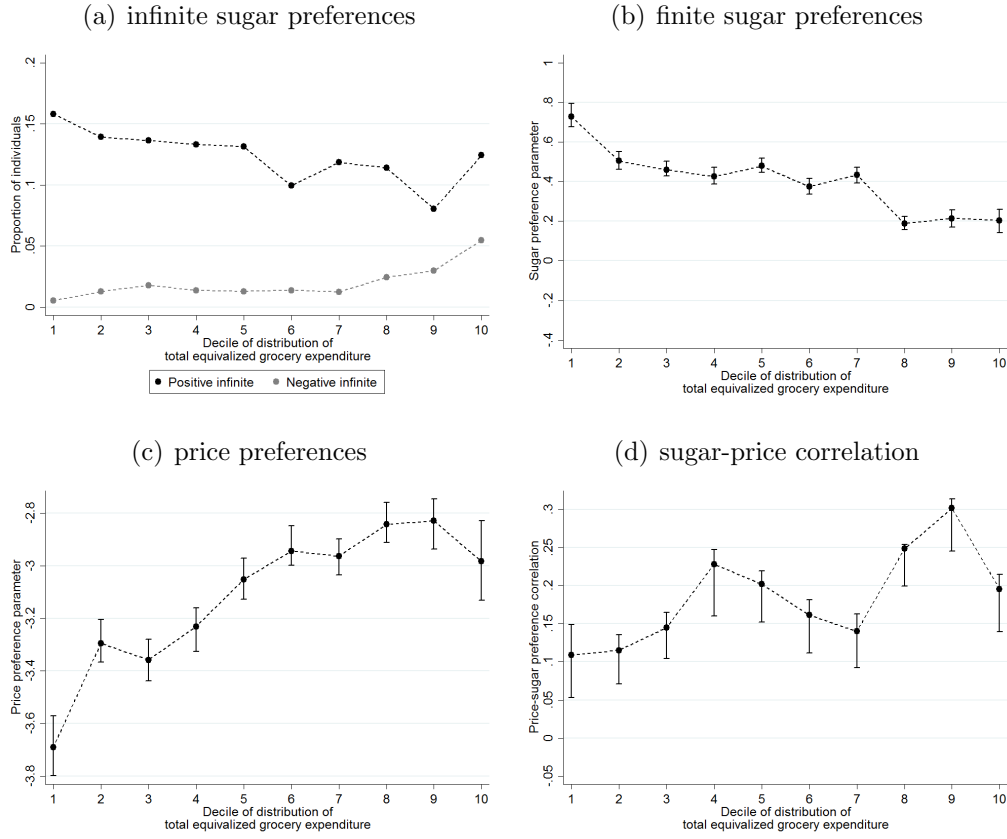 (a) infinite sugar preferences
Proportion of individuals
.2
.15
.1
.05
0
1 2 3 4 5 6 7 8 9 10
Decile of distribution of
total equivalized grocery expenditure
Positive infinite Negative infinite
(b) finite sugar preferences
Sugar preference parameter
1
.8
.6
.4
.2
0
-.2
-.4
1 2 3 4 5 6 7 8 9 10
Decile of distribution of
total equivalized grocery expenditure
(c) price preferences
Price preference parameter
-2.8
-3
-3.2
-3.4
-3.6
-3.8
1 2 3 4 5 6 7 8 9 10
Decile of distribution of
total equivalized grocery expenditure
(d) sugar-price correlation
Price-sugar preference correlation
.3
.25
.2
.15
.1
.05
0
-.05
1 2 3 4 5 6 7 8 9 10
Decile of distribution of
total equivalized grocery expenditure